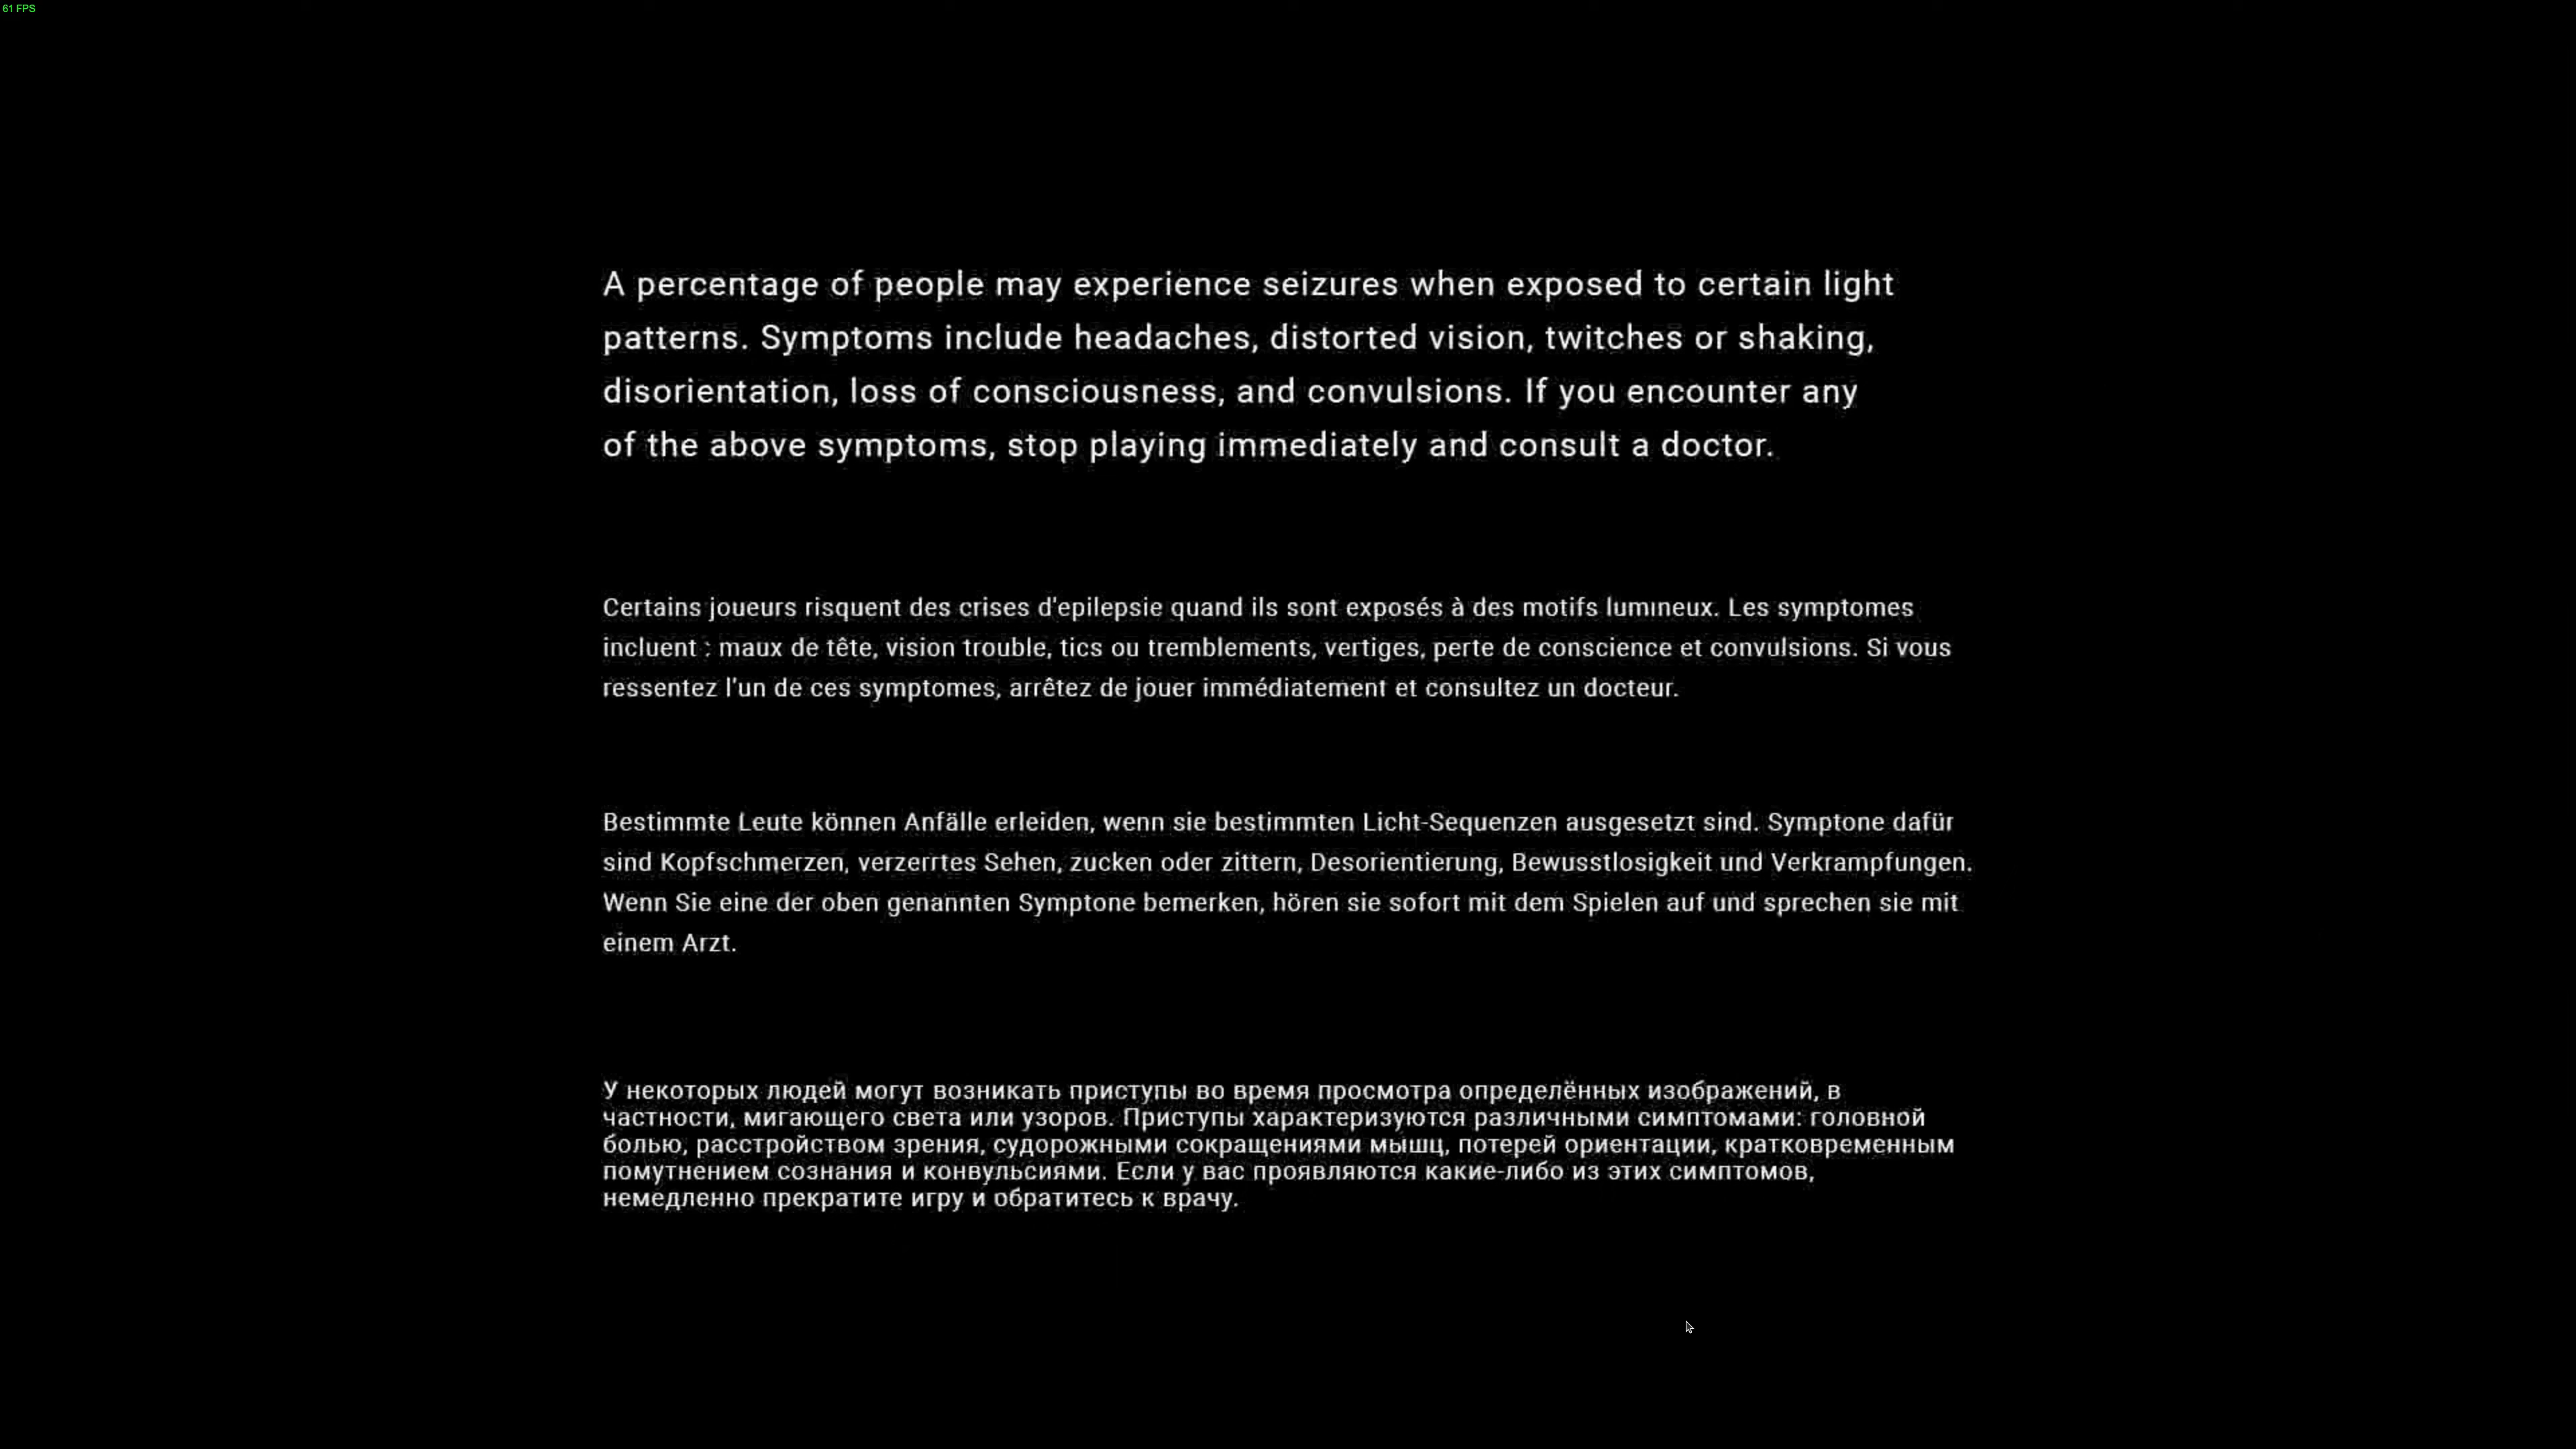 61 FPS
A percentage of people may experience seizures when exposed to certain light
patterns. Symptoms include headaches, distorted vision, twitches or shaking,
disorientation, loss of consciousness, and convulsions. If you encounter any
of the above symptoms, stop playing immediately and consult a doctor.
Certains joueurs risquent des crises d'epilepsie quand ils sont exposés à des motifs lumineux. Les symptomes
incluent : maux de tête, vision trouble, tics ou tremblements, vertiges, perte de conscience et convulsions. Si vous
ressentez l'un de ces symptomes, arrêtez de jouer immédiatement et consultez un docteur.
Bestimmte Leute können Anfälle erleiden, wenn sie bestimmten Licht-Sequenzen ausgesetzt sind. Symptone dafür
sind Kopfschmerzen, verzerrtes Sehen, zucken oder zittern, Desorientierung, Bewusstlosigkeit und Verkrampfungen.
Wenn Sie eine der oben genannten Symptone bemerken, hören sie sofort mit dem Spielen auf und sprechen sie mit
einem Arzt.
У некоторых людей могут возникать приступы во время просмотра определённых изображений, в
частности, мигающего света или узоров. Приступы характеризуются различными симптомами: головной
болью, расстройством зрения, судорожными сокращениями мышц, потерей ориентации, кратковременным
помутнением сознания и конвульсиями. Если у вас проявляются какие-либо из этих симптомов,
немедленно прекратите игру и обратитесь к врачу.